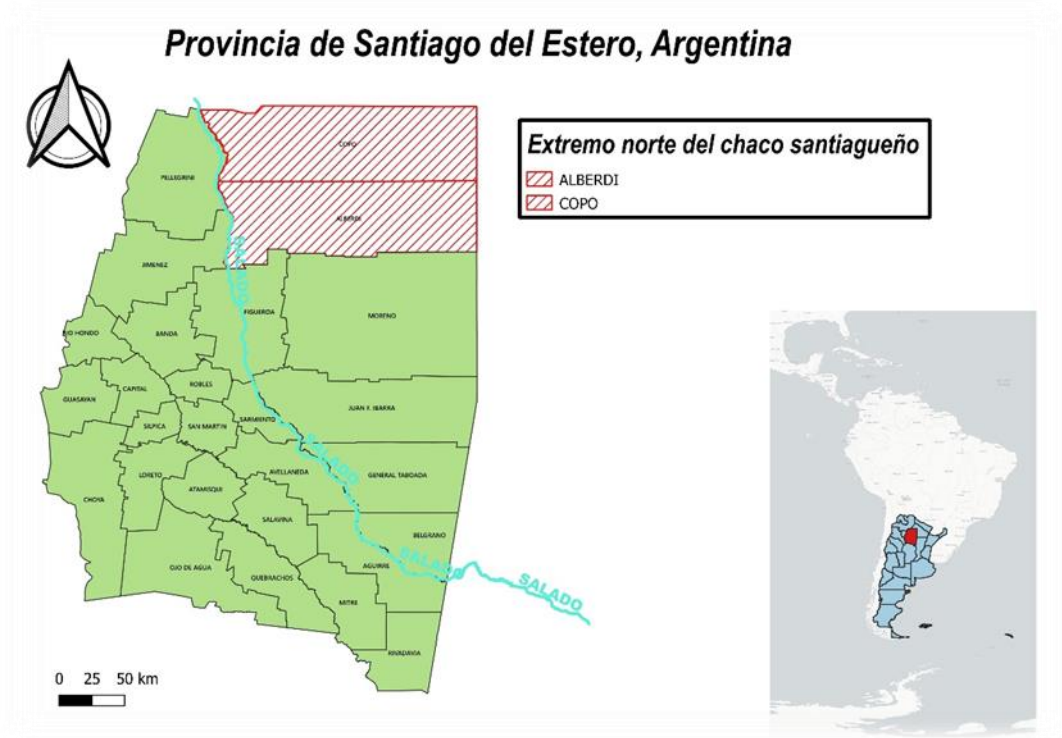 Provincia de Santiago del Estero, Argentina
Extremo norte del chaco santiagueño
ALBERDI
COPO
COPO
PELLEGRINI
ALBERDI
SALADO
JIMENEZ
FIGUEROA
MORENO
RIO HONDO
BANDA
ROBLES
CAPITAL
GUASAYAN
JUAN F. IBARRA
SARMIENTO
SILPICA
SAN MARTIN
SALADO
AVELLANEDA
GENERAL TABOADA
LORETO
ATAMISQUI
CHOYA
SALAVINA
BELGRANO
AGUIRRE
SALADO
OJO DE AGUA
QUEBRACHOS
SALADO
MITRE
RIVADAVIA
0 25 50 km